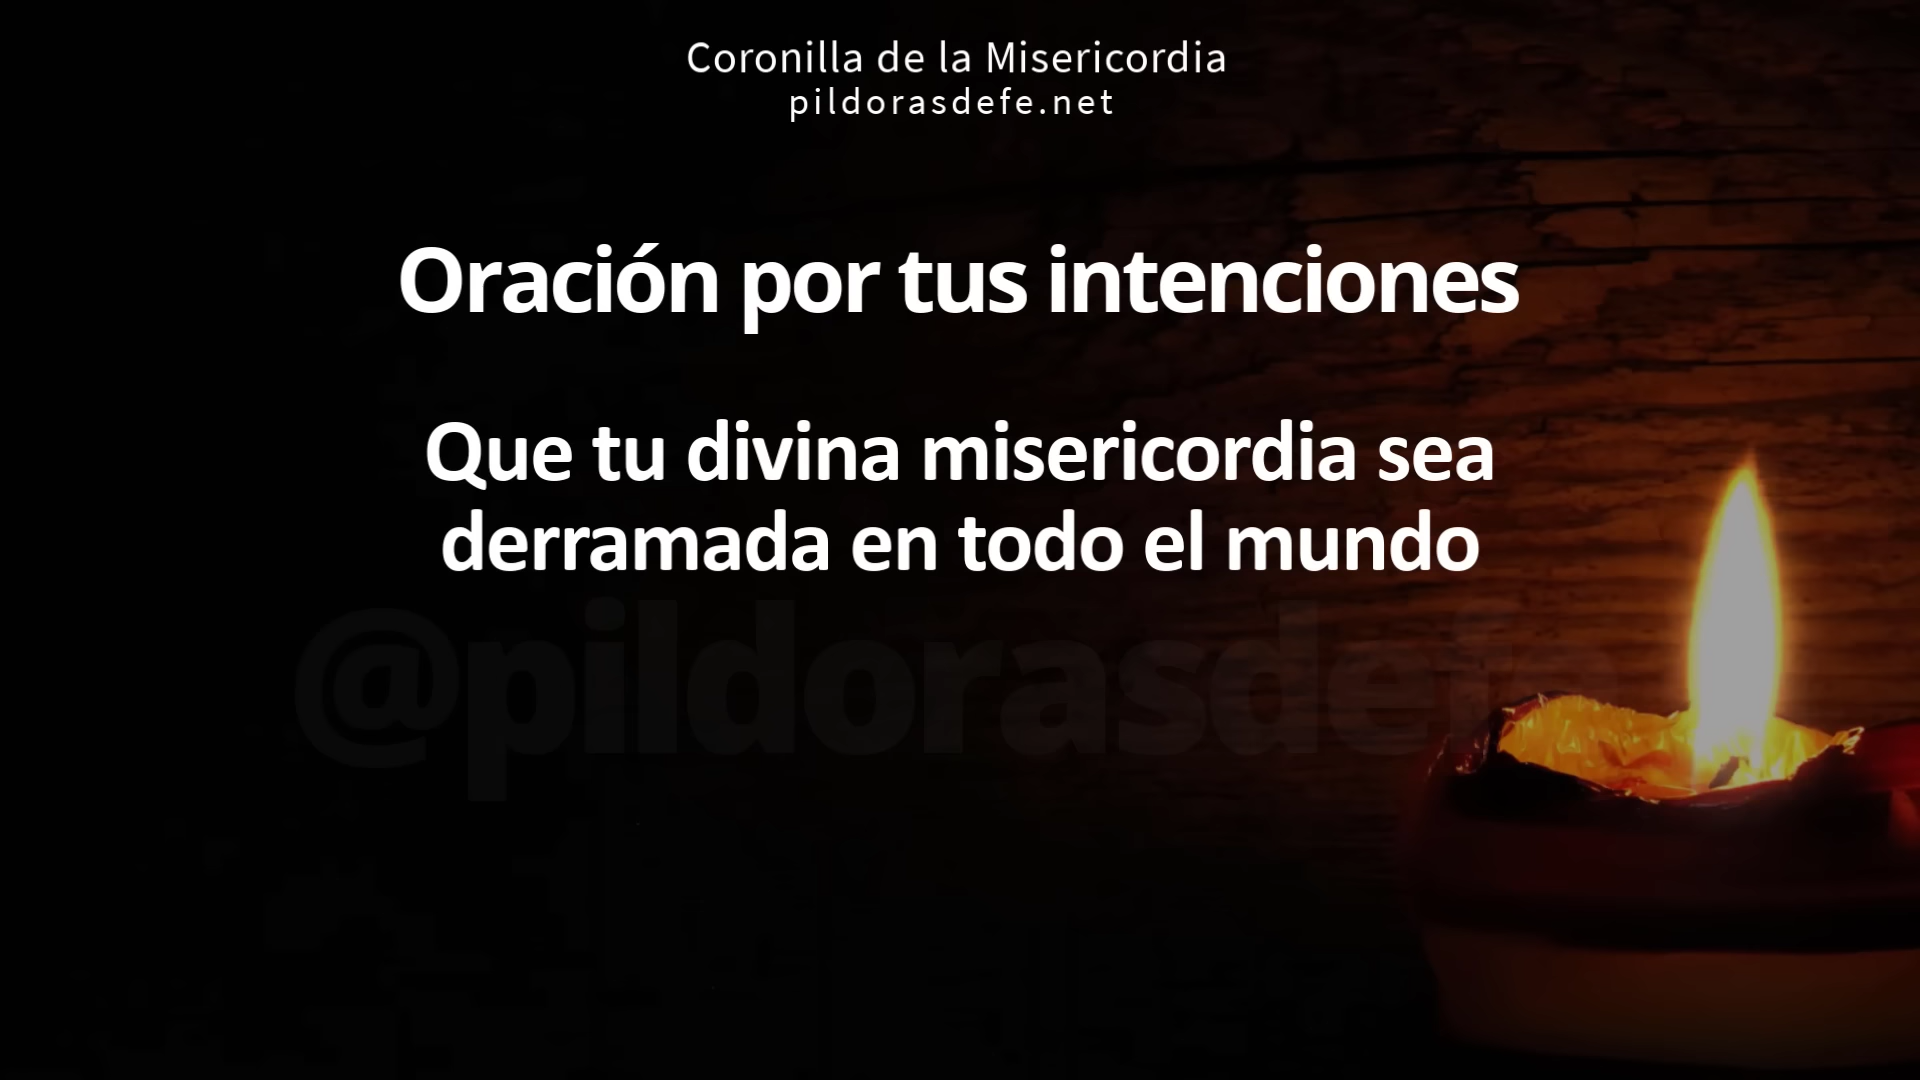 Coronilla de la Misericordia
pildorasdefe.net
Oración por tus intenciones
Que tu divina misericordia sea
derramada en todo el mundo
@pildorasdefe